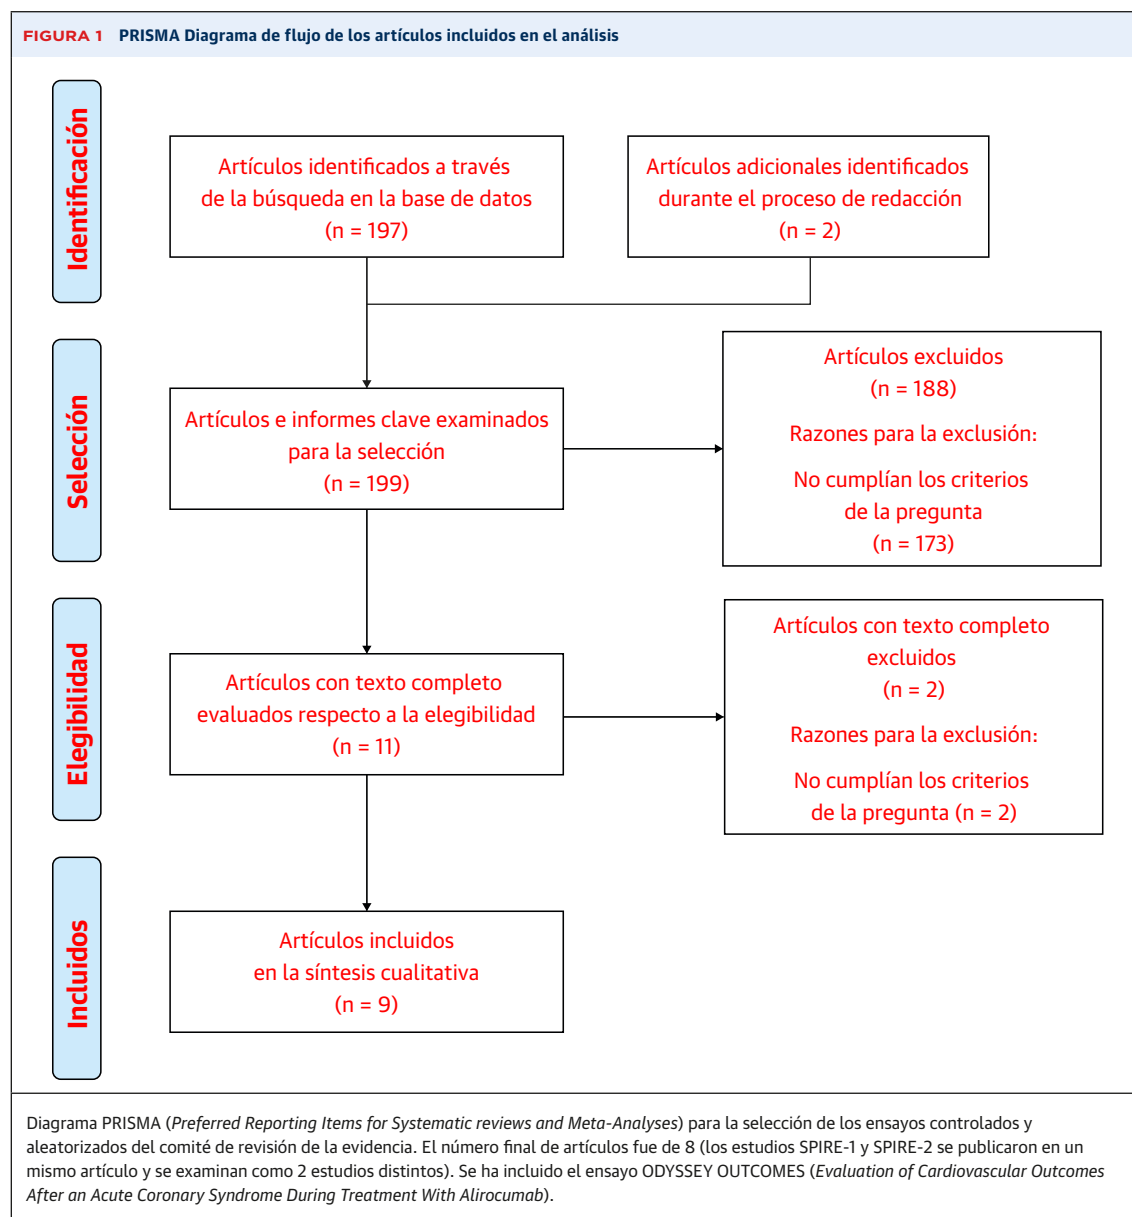 FIGURA 1 PRISMA Diagrama de flujo de los artículos incluidos en el análisis
Identificación
Artículos identificados a través
de la búsqueda en la base de datos
(n = 197)
Artículos adicionales identificados
durante el proceso de redacción
(n = 2)
Selección
Artículos e informes clave examinados
para la selección
(n = 199)
Artículos excluidos
(n = 188)
Razones para la exclusión:
No cumplían los criterios
de la pregunta
(n = 173)
Elegibilidad
Artículos con texto completo
evaluados respecto a la elegibilidad
(n = 11)
Artículos con texto completo
excluidos
(n = 2)
Razones para la exclusión:
No cumplían los criterios
de la pregunta (n = 2)
Incluidos
Artículos incluidos
en la síntesis cualitativa
(n = 9)
Diagrama PRISMA (Preferred Reporting Items for Systematic reviews and Meta-Analyses) para la selección de los ensayos controlados y
aleatorizados del comité de revisión de la evidencia. El número final de artículos fue de 8 (los estudios SPIRE-1 y SPIRE-2 se publicaron en un
mismo artículo y se examinan como 2 estudios distintos). Se ha incluido el ensayo ODYSSEY OUTCOMES (Evaluation of Cardiovascular Outcomes
After an Acute Coronary Syndrome During Treatment With Alirocumab).